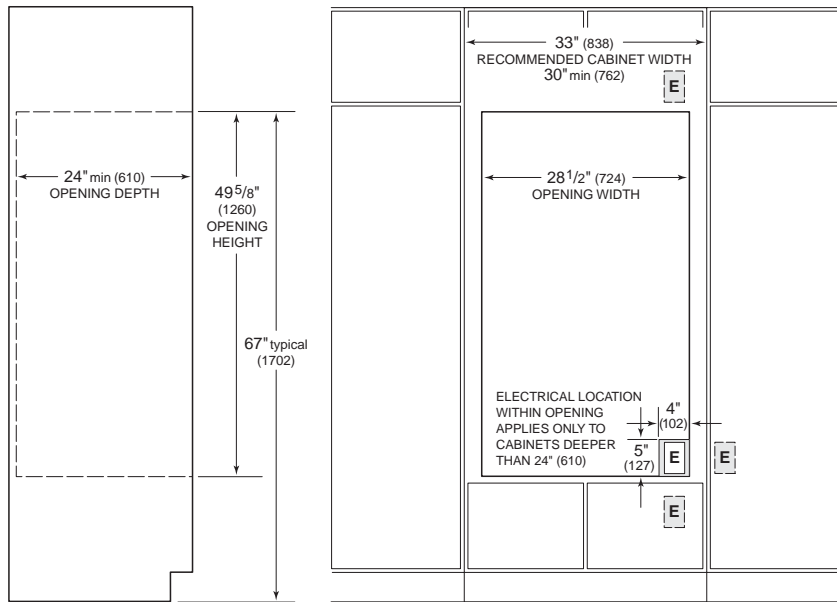 33" (838)
RECOMMENDED CABINET WIDTH
30" min (762)
E
24" min (610)
OPENING DEPTH
49 5/8"
(1260)
OPENING
HEIGHT
28 1/2" (724)
OPENING WIDTH
67" typical
(1702)
ELECTRICAL LOCATION
WITHIN OPENING
APPLIES ONLY TO
CABINETS DEEPER
THAN 24" (610)
4"
(102)
5"
(127)
E
E
E